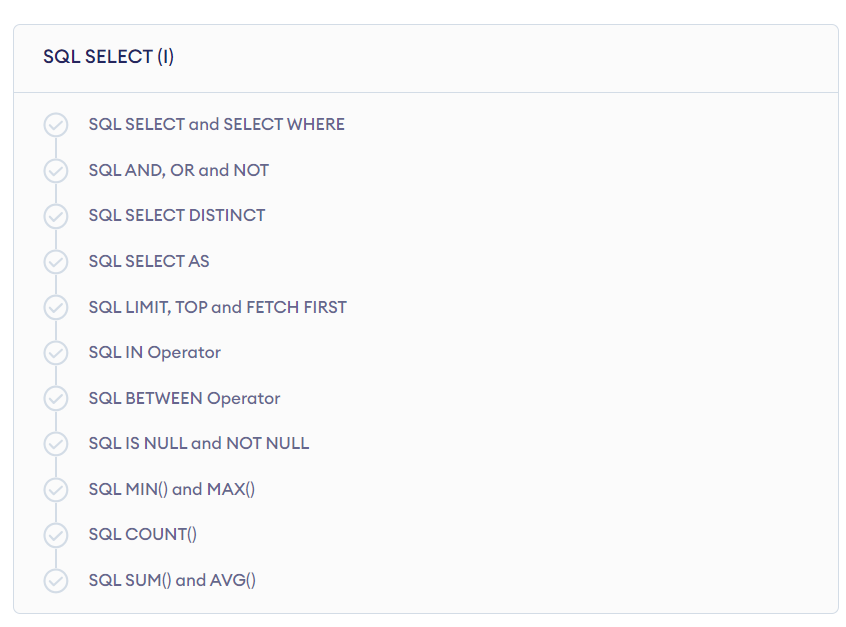 SQL SELECT (I)
SQL SELECT and SELECT WHERE
SQL AND, OR and NOT
SQL SELECT DISTINCT
SQL SELECT AS
SQL LIMIT, TOP and FETCH FIRST
SQL IN Operator
SQL BETWEEN Operator
SQL IS NULL and NOT NULL
SQL MIN() and MAX()
SQL COUNT()
SQL SUM() and AVG()